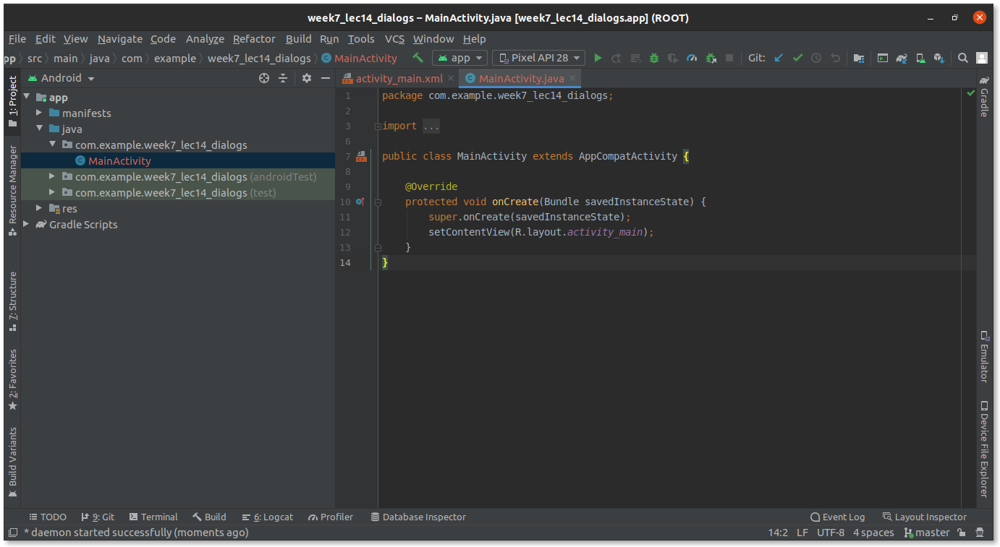 week7_lec14_dialogs – MainActivity.java [week7_lec14_dialogs.app] (ROOT)
File Edit View Navigate Code Analyze Refactor Build Run Tools VCS Window Help
pp src main java com example week7_lec14_dialogs MainActivity app Pixel API 28 Git:
Android
activity_main.xml MainActivity.java
1: Project
Resource Manager
7: Structure
2: Favorites
Build Variants
app
manifests
java
com.example.week7_lec14_dialogs
MainActivity
com.example.week7_lec14_dialogs (androidTest)
com.example.week7_lec14_dialogs (test)
res
Gradle Scripts
1 package com.example.week7_lec14_dialogs;
2
3 import ...
6
7 public class MainActivity extends AppCompatActivity {
8
9 @Override
10 protected void onCreate(Bundle savedInstanceState) {
11 super.onCreate(savedInstanceState);
12 setContentView(R.layout.activity_main);
13 }
14 }
Gradle
Emulator
Device File Explorer
TODO 9: Git Terminal Build 6: Logcat Profiler Database Inspector Event Log Layout Inspector
* daemon started successfully (moments ago) 14:2 LF UTF-8 4 spaces master